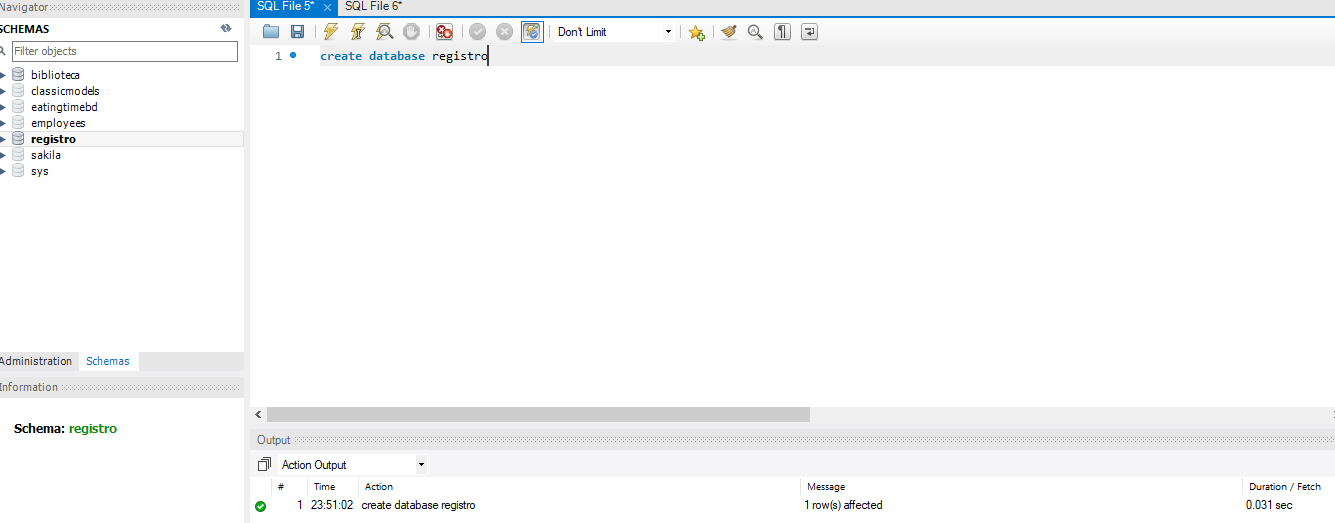 Navigator
SQL File 5* × SQL File 6*
SCHEMAS
Don't Limit
Filter objects
1 create database registro
biblioteca
classicmodels
eatingtimebd
employees
registro
sakila
sys
Administration Schemas
Information
Schema: registro
Output
Action Output
# Time Action Message Duration / Fetch
1 23:51:02 create database registro 1 row(s) affected 0.031 sec